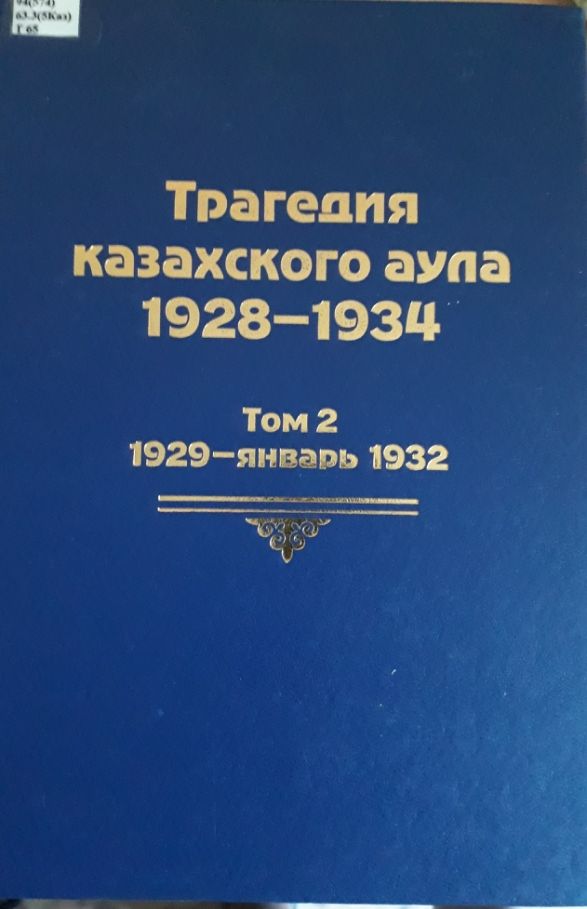 94(574)
63.3(5Каз)
Т 65
Трагедия
казахского аула
1928–1934
Том 2
1929–январь 1932